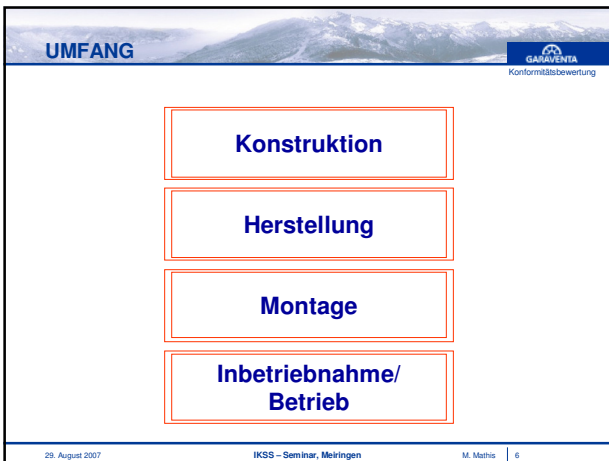 UMFANG
GARAVENTA
Konformitätsbewertung
Konstruktion
Herstellung
Montage
Inbetriebnahme/
Betrieb
29. August 2007 IKSS – Seminar, Meiringen M. Mathis 6